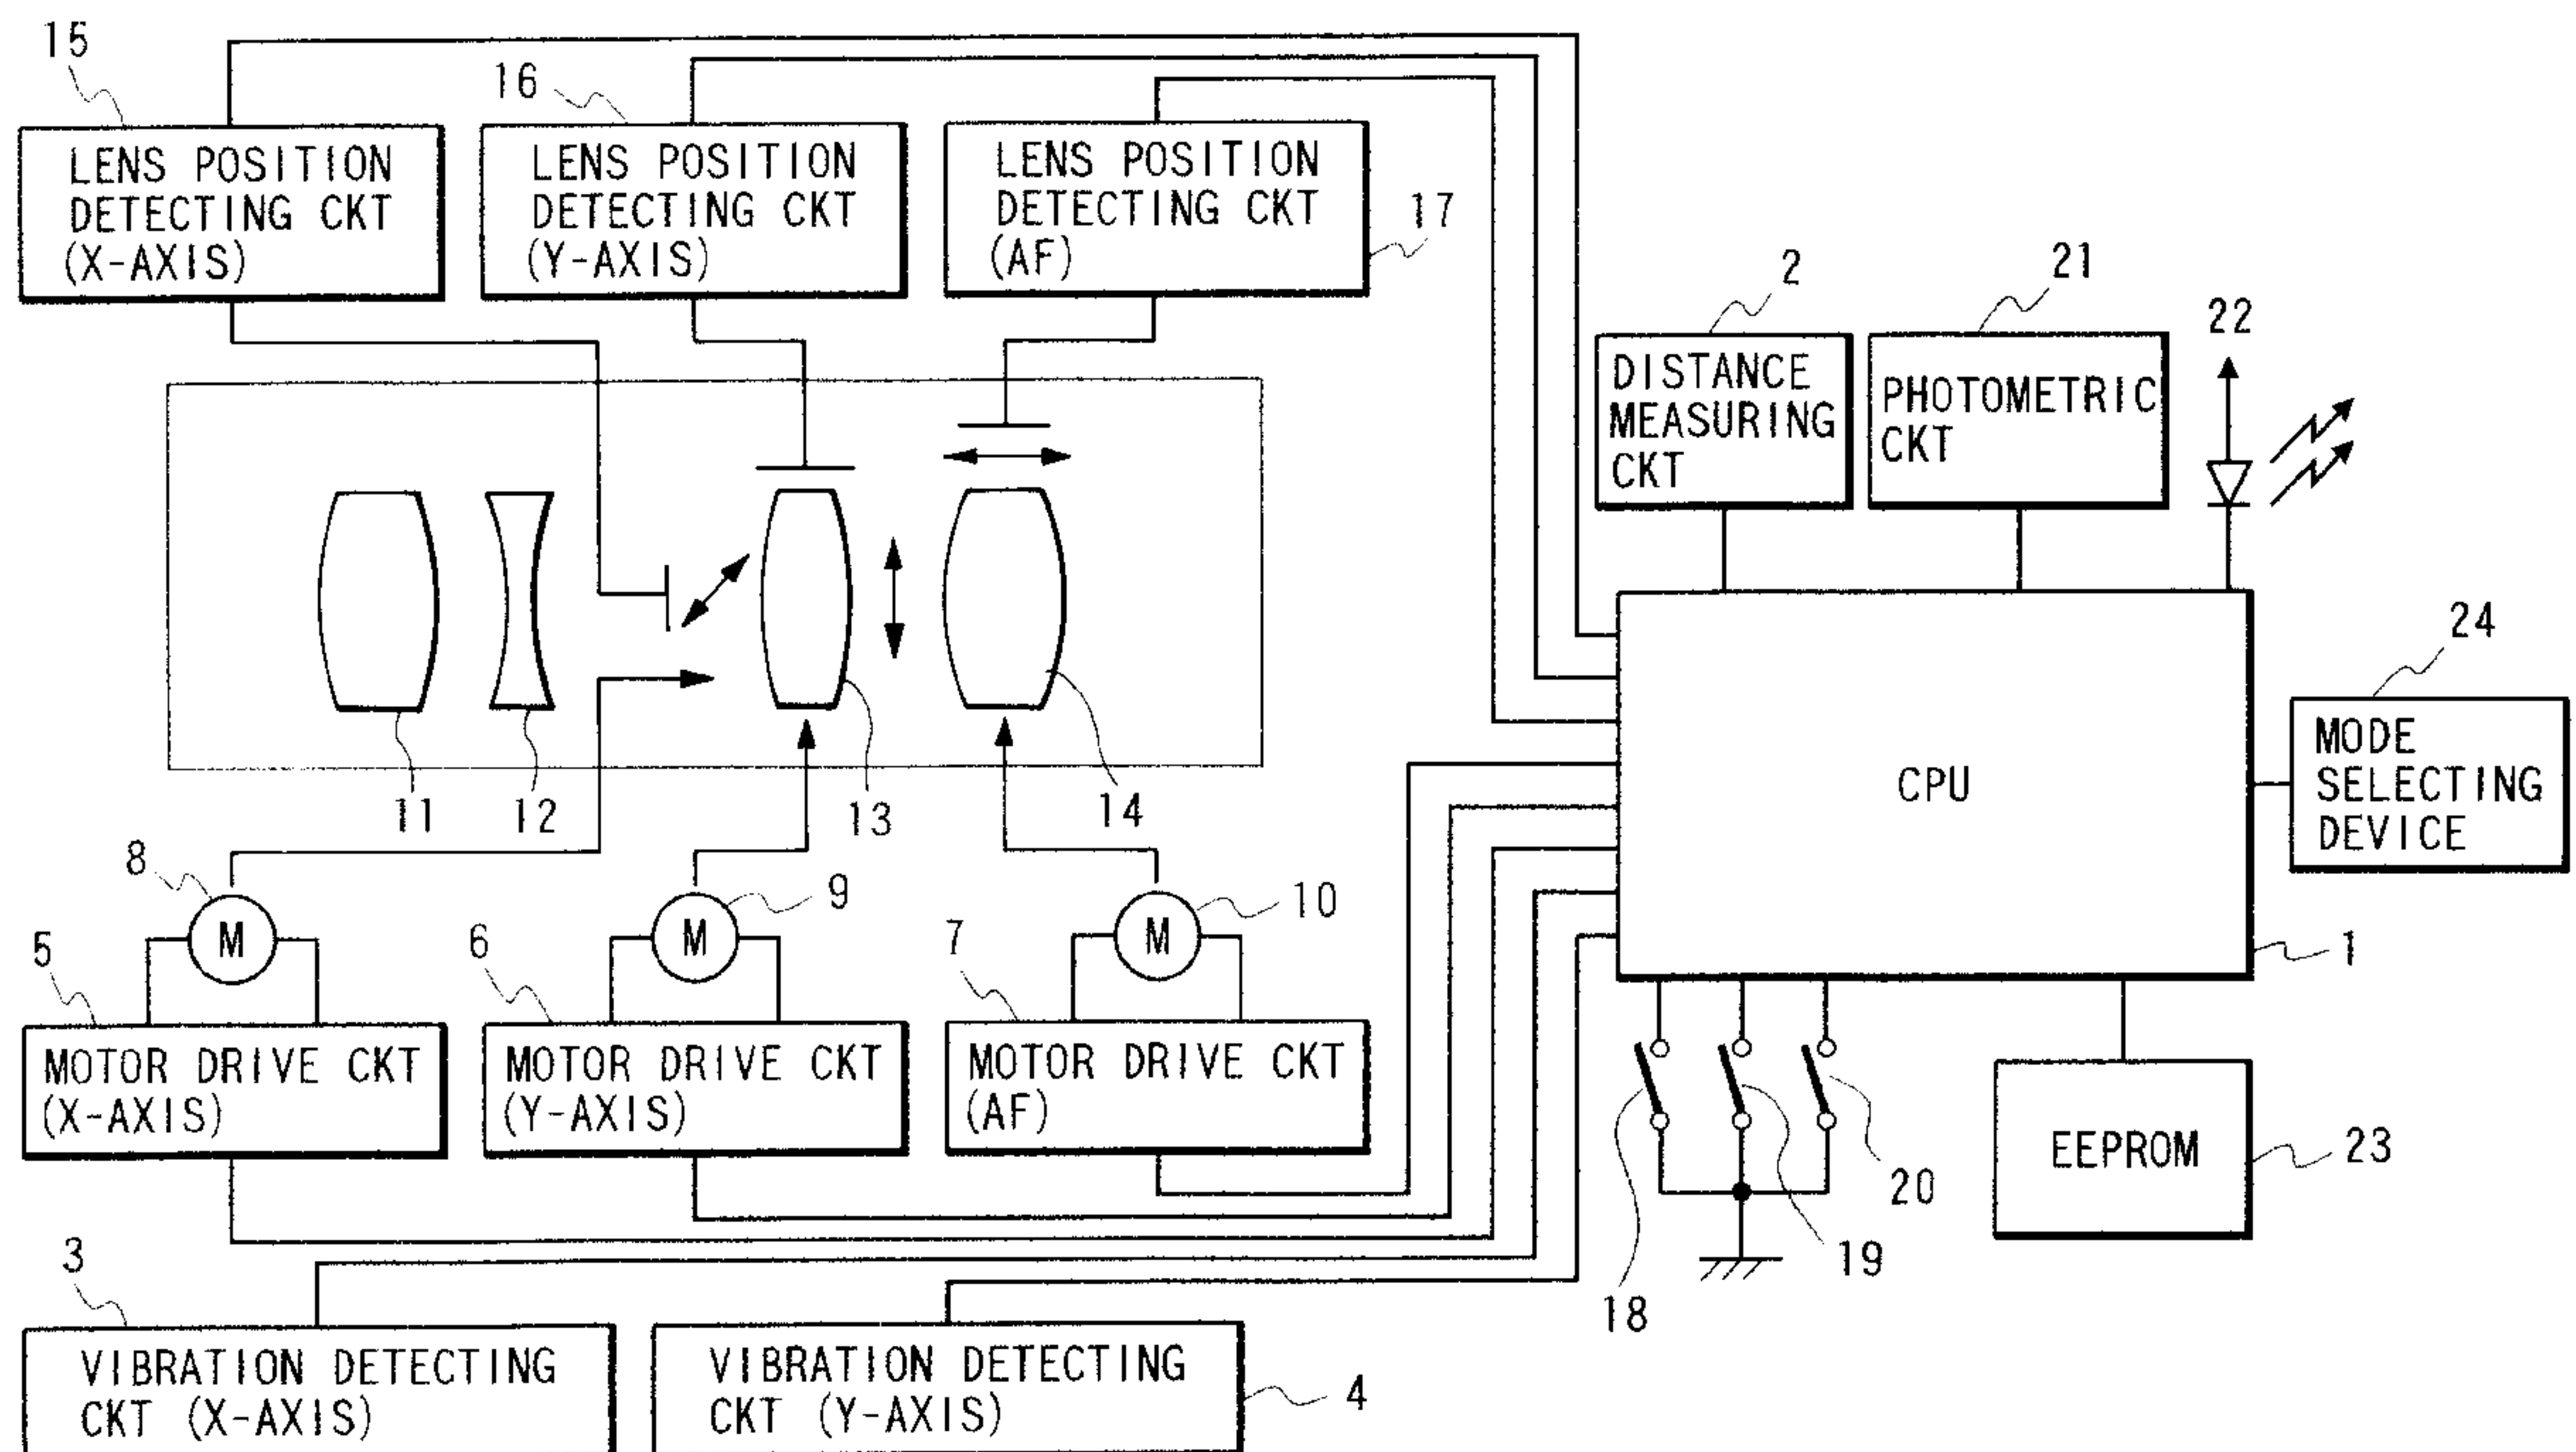 15
16
LENS POSITION
DETECTING CKT
(X-AXIS)
LENS POSITION
DETECTING CKT
(Y-AXIS)
LENS POSITION
DETECTING CKT
(AF)
17
2
21
22
DISTANCE
MEASURING
CKT
PHOTOMETRIC
CKT
24
MODE
SELECTING
DEVICE
CPU
1
11
12
13
14
8
9
10
M
M
M
5
6
7
MOTOR DRIVE CKT
(X-AXIS)
MOTOR DRIVE CKT
(Y-AXIS)
MOTOR DRIVE CKT
(AF)
18
19
20
EEPROM
23
3
VIBRATION DETECTING
CKT (X-AXIS)
VIBRATION DETECTING
CKT (Y-AXIS)
4